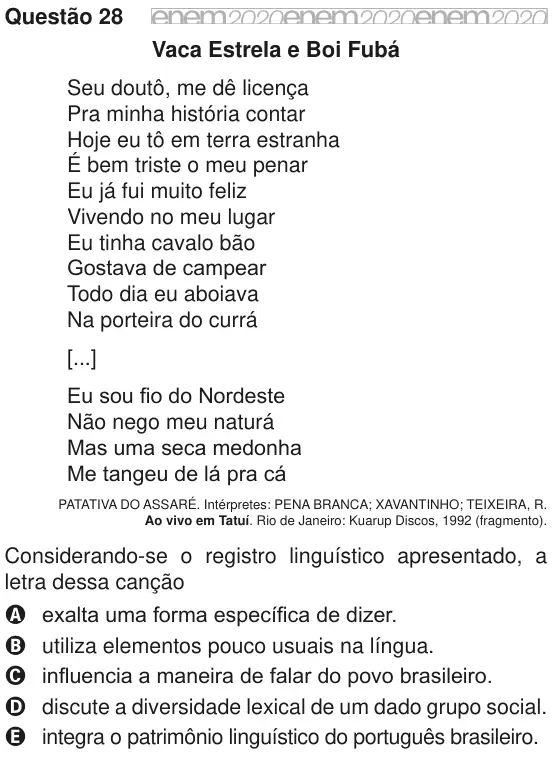 Questão 28 enem2020enem2020enem2020
Vaca Estrela e Boi Fubá
Seu doutô, me dê licença
Pra minha história contar
Hoje eu tô em terra estranha
É bem triste o meu penar
Eu já fui muito feliz
Vivendo no meu lugar
Eu tinha cavalo bão
Gostava de campear
Todo dia eu aboiava
Na porteira do currá
[...]
Eu sou fio do Nordeste
Não nego meu naturá
Mas uma seca medonha
Me tangeu de lá pra cá
PATATIVA DO ASSARÉ. Intérpretes: PENA BRANCA; XAVANTINHO; TEIXEIRA, R.
Ao vivo em Tatuí. Rio de Janeiro: Kuarup Discos, 1992 (fragmento).
Considerando-se o registro linguístico apresentado, a
letra dessa canção
A exalta uma forma específica de dizer.
B utiliza elementos pouco usuais na língua.
C influencia a maneira de falar do povo brasileiro.
D discute a diversidade lexical de um dado grupo social.
E integra o patrimônio linguístico do português brasileiro.